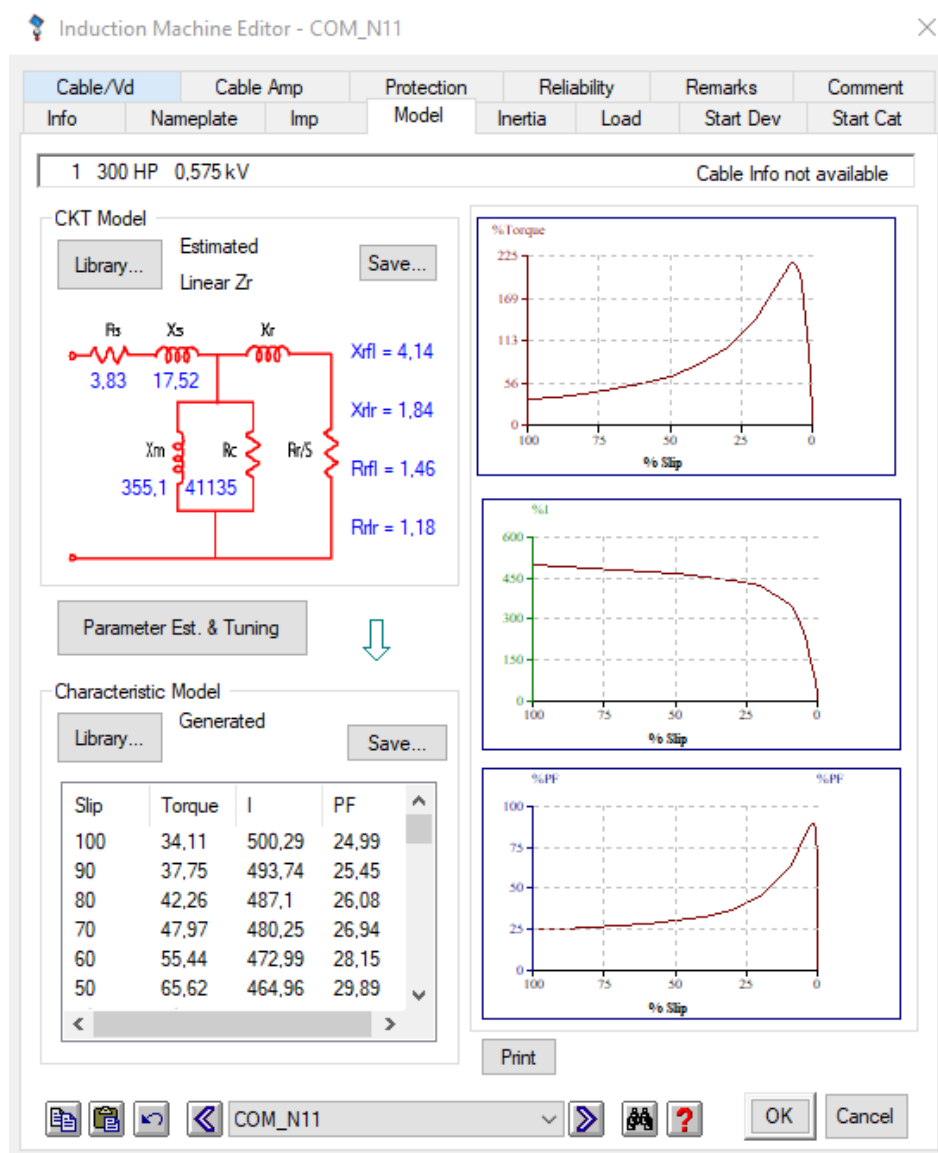 Induction Machine Editor - COM_N11
Cable/Vd Cable Amp Protection Reliability Remarks Comment
Info Nameplate Imp Model Inertia Load Start Dev Start Cat
1 300 HP 0,575 kV Cable Info not available
CKT Model
Library... Estimated Save...
Linear Zr
Rs Xs Xr
3,83 17,52
Xrfl = 4,14
Xrlr = 1,84
Xm Rc Rr/S
Rrfl = 1,46
355,1 41135
Rrlr = 1,18
Parameter Est. & Tuning
Characteristic Model
Library... Generated Save...
Slip Torque I PF
100 34,11 500,29 24,99
90 37,75 493,74 25,45
80 42,26 487,1 26,08
70 47,97 480,25 26,94
60 55,44 472,99 28,15
50 65,62 464,96 29,89
%Torque
225
169
113
56
0
100 75 50 25 0
% Slip
%I
600
450
300
150
0
100 75 50 25 0
% Slip
%PF %PF
100
75
50
25
0
100 75 50 25 0
% Slip
Print
COM_N11 ? OK Cancel